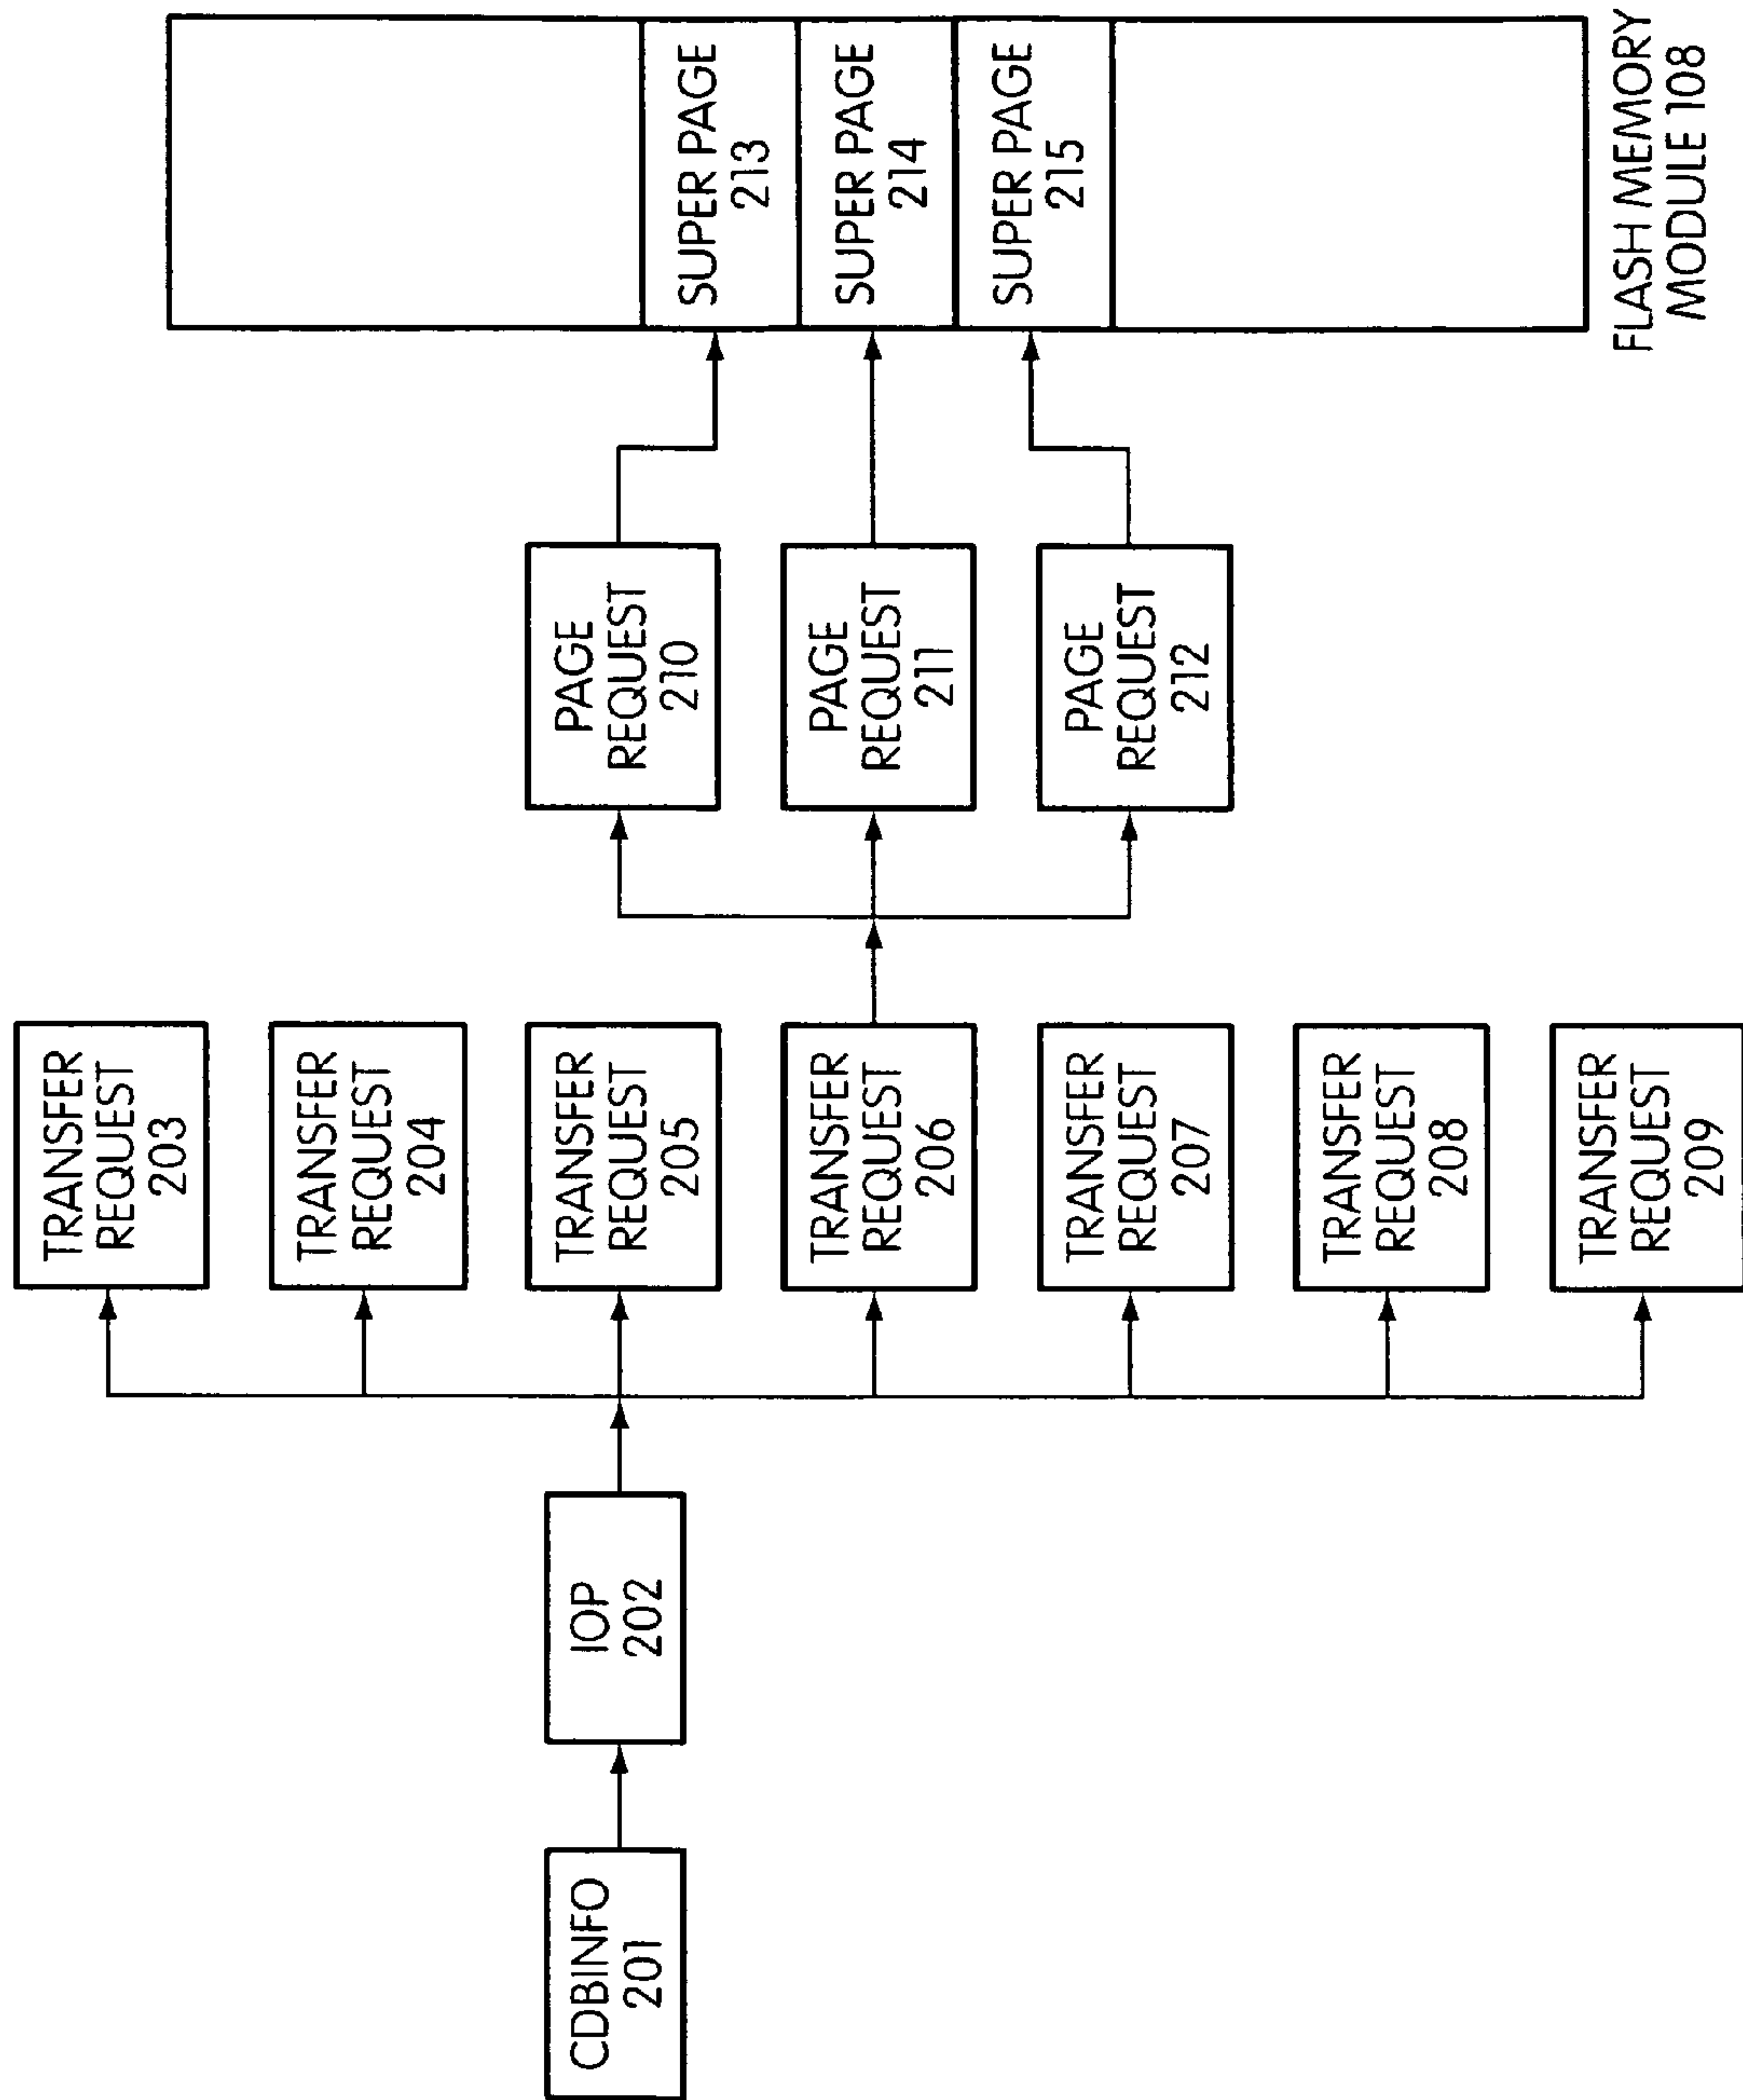 CDBINFO
201
IOP
202
TRANSFER
REQUEST
203
TRANSFER
REQUEST
204
TRANSFER
REQUEST
205
TRANSFER
REQUEST
206
TRANSFER
REQUEST
207
TRANSFER
REQUEST
208
TRANSFER
REQUEST
209
PAGE
REQUEST
210
PAGE
REQUEST
211
PAGE
REQUEST
212
SUPER PAGE
213
SUPER PAGE
214
SUPER PAGE
215
FLASH MEMORY
MODULE 108